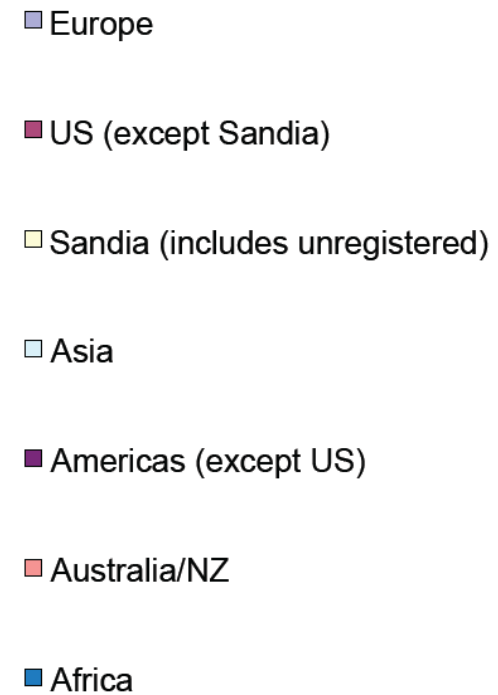 Europe
US (except Sandia)
Sandia (includes unregistered)
Asia
Americas (except US)
Australia/NZ
Africa